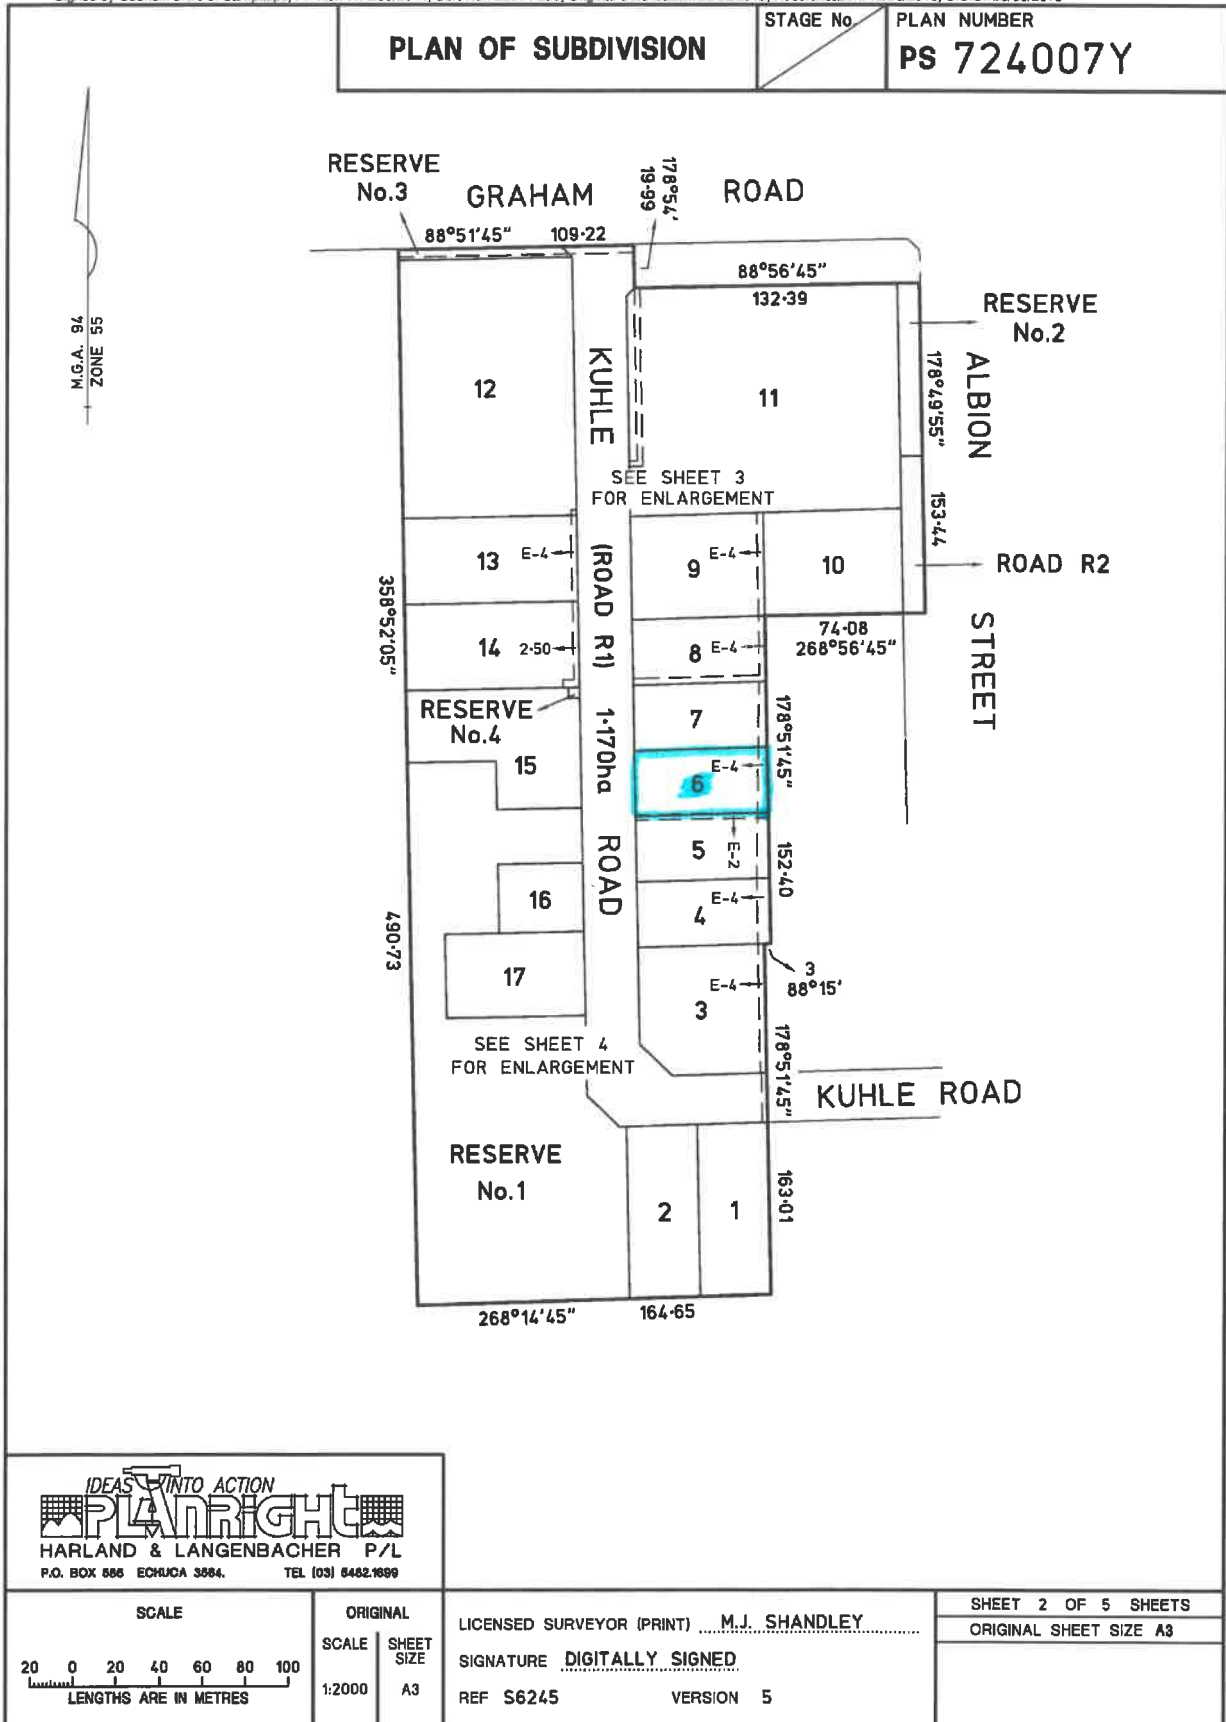 PLAN OF SUBDIVISION
STAGE No.
PLAN NUMBER
PS 724007Y
M.G.A. 94
ZONE 55
RESERVE
No.3
GRAHAM ROAD
88°51'45" 109·22
178°54'
19·99
88°56'45"
132·39
RESERVE
No.2
ALBION
STREET
178°49'55"
153·44
ROAD R2
12
11
KUHLE
(ROAD R1)
1·170ha
ROAD
SEE SHEET 3
FOR ENLARGEMENT
13 E-4
9 E-4
10
358°52'05"
490·73
14 2·50
8 E-4
74·08
268°56'45"
RESERVE
No.4
7
178°51'45"
152·40
15
6 E-4
5 E-2
16
4 E-4
17
3 E-4
3
88°15'
SEE SHEET 4
FOR ENLARGEMENT
178°51'45"
163·01
KUHLE ROAD
RESERVE
No.1
2
1
268°14'45" 164·65
IDEAS INTO ACTION
PLANRIGHT
HARLAND & LANGENBACHER P/L
P.O. BOX 586 ECHUCA 3564. TEL (03) 5482.1699
SCALE
20 0 20 40 60 80 100
LENGTHS ARE IN METRES
ORIGINAL
SCALE
SHEET
SIZE
1:2000
A3
LICENSED SURVEYOR (PRINT) M.J. SHANDLEY
SIGNATURE DIGITALLY SIGNED
REF S6245 VERSION 5
SHEET 2 OF 5 SHEETS
ORIGINAL SHEET SIZE A3